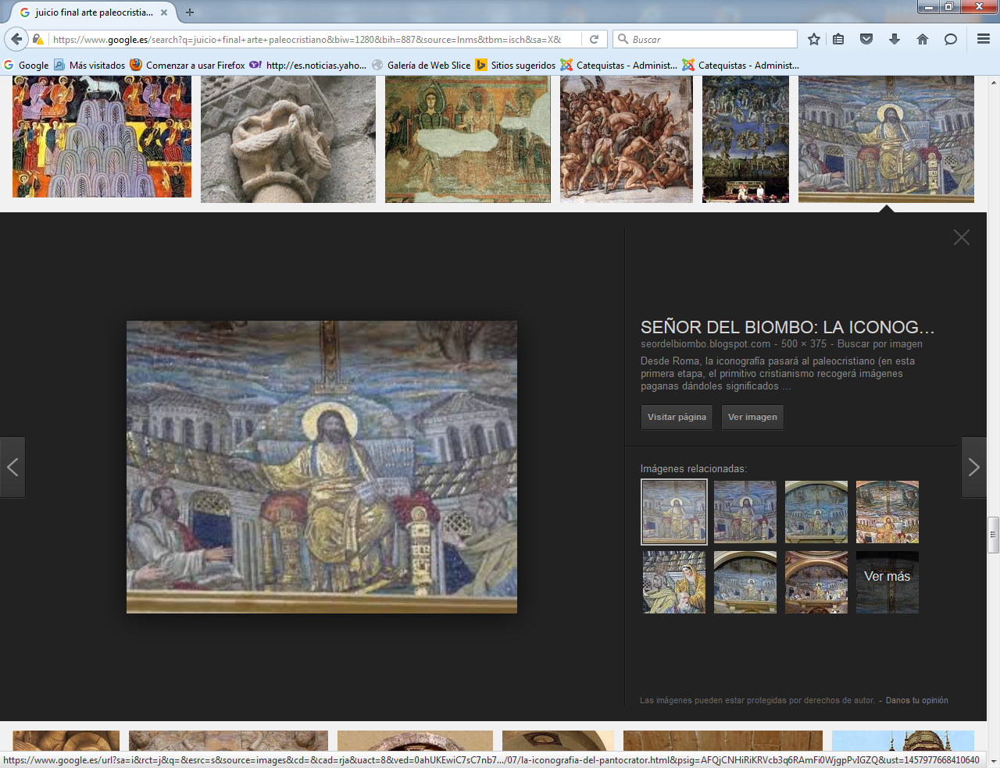 juicio final arte paleocristia...
https://www.google.es/search?q=juicio+final+arte+paleocristiano&biw=1280&bih=887&source=lnms&tbm=isch&sa=X&
Buscar
Google
Más visitados
Comenzar a usar Firefox
http://es.noticias.yaho...
Galería de Web Slice
Sitios sugeridos
Catequistas - Administ...
Catequistas - Administ...
SEÑOR DEL BIOMBO: LA ICONOG...
seordelbiombo.blogspot.com - 500 × 375 - Buscar por imagen
Desde Roma, la iconografía pasará al paleocristiano (en esta
primera etapa, el primitivo cristianismo recogerá imágenes
paganas dándoles significados ...
Visitar página
Ver imagen
Imágenes relacionadas:
Ver más
Las imágenes pueden estar protegidas por derechos de autor. - Danos tu opinión
https://www.google.es/url?sa=i&rct=j&q=&esrc=s&source=images&cd=&cad=rja&uact=8&ved=0ahUKEwiC7sC7nb7.../07/la-iconografia-del-pantocrator.html&psig=AFQjCNHiRiKRVcb3q6RAmFi0WjgpPvIGZQ&ust=1457977668410640